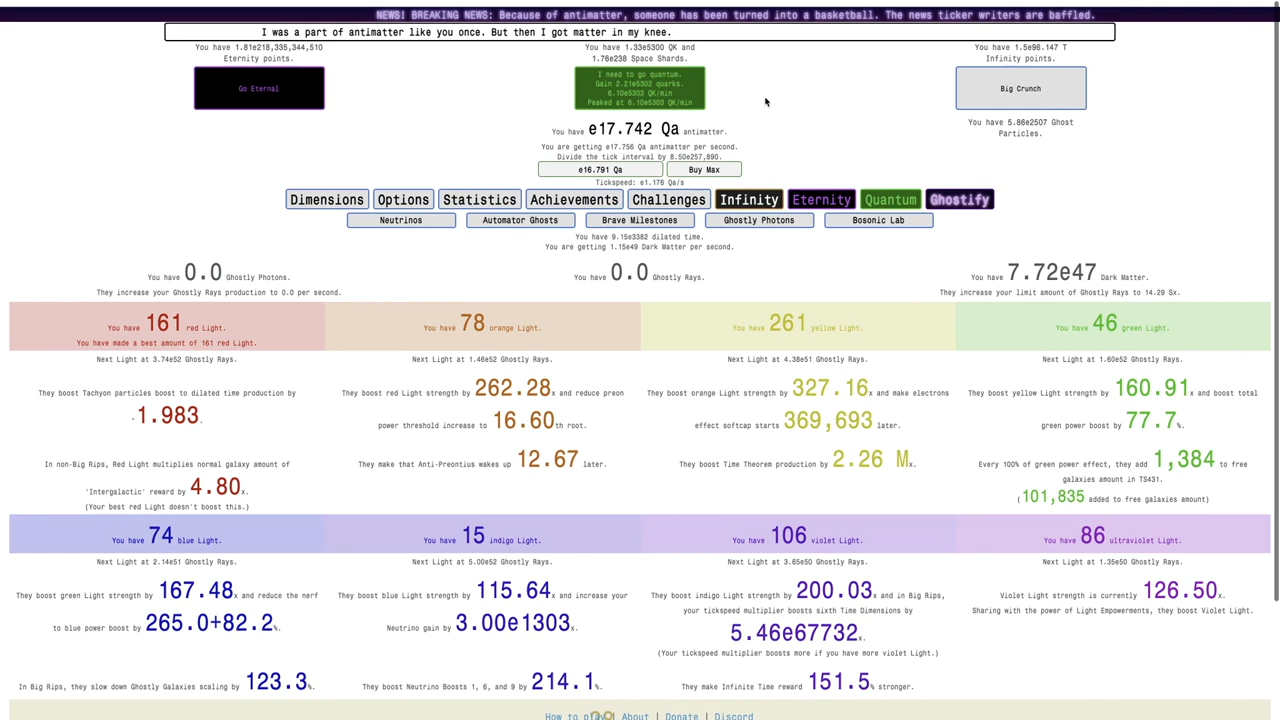 NEWS! BREAKING NEWS: Because of antimatter, someone has been turned into a basketball. The news ticker writers are baffled.
I was a part of antimatter like you once. But then I got matter in my knee.
You have 1.81e218,335,344,510
Eternity points.
Go Eternal
You have 1.33e5300 QK and
1.76e238 Space Shards.
I need to go quantum.
Gain 2.21e5302 quarks.
6.10e5303 QK/min
Peaked at 6.10e5303 QK/min
You have 1.5e96.147 T
Infinity points.
Big Crunch
You have 5.86e2507 Ghost
Particles.
You have e17.742 Qa antimatter.
You are getting e17.756 Qa antimatter per second.
Divide the tick interval by 8.50e257,890.
e16.791 Qa
Buy Max
Tickspeed: e1.176 Qa/s
Dimensions Options Statistics Achievements Challenges Infinity Eternity Quantum Ghostify
Neutrinos Automator Ghosts Brave Milestones Ghostly Photons Bosonic Lab
You have 9.15e3382 dilated time.
You are getting 1.15e49 Dark Matter per second.
You have 0.0 Ghostly Photons.
They increase your Ghostly Rays production to 0.0 per second.
You have 0.0 Ghostly Rays.
You have 7.72e47 Dark Matter.
They increase your limit amount of Ghostly Rays to 14.29 Sx.
You have 161 red Light.
You have made a best amount of 161 red Light.
You have 78 orange Light.
You have 261 yellow Light.
You have 46 green Light.
Next Light at 3.74e52 Ghostly Rays.
Next Light at 1.46e52 Ghostly Rays.
Next Light at 4.38e51 Ghostly Rays.
Next Light at 1.60e52 Ghostly Rays.
They boost Tachyon particles boost to dilated time production by
^1.983.
They boost red Light strength by 262.28x and reduce preon
power threshold increase to 16.60th root.
They boost orange Light strength by 327.16x and make electrons
effect softcap starts 369,693 later.
They boost yellow Light strength by 160.91x and boost total
green power boost by 77.7%.
In non-Big Rips, Red Light multiplies normal galaxy amount of
'Intergalactic' reward by 4.80x.
(Your best red Light doesn't boost this.)
They make that Anti-Preontius wakes up 12.67 later.
They boost Time Theorem production by 2.26 Mx.
Every 100% of green power effect, they add 1,384 to free
galaxies amount in TS431.
(101,835 added to free galaxies amount)
You have 74 blue Light.
You have 15 indigo Light.
You have 106 violet Light.
You have 86 ultraviolet Light.
Next Light at 2.14e51 Ghostly Rays.
Next Light at 5.00e52 Ghostly Rays.
Next Light at 3.65e50 Ghostly Rays.
Next Light at 1.35e50 Ghostly Rays.
They boost green Light strength by 167.48x and reduce the nerf
to blue power boost by 265.0+82.2%.
They boost blue Light strength by 115.64x and increase your
Neutrino gain by 3.00e1303x.
They boost indigo Light strength by 200.03x and in Big Rips,
your tickspeed multiplier boosts sixth Time Dimensions by
5.46e67732x.
(Your tickspeed multiplier boosts more if you have more violet Light.)
Violet Light strength is currently 126.50x.
Sharing with the power of Light Empowerments, they boost Violet Light.
In Big Rips, they slow down Ghostly Galaxies scaling by 123.3%.
They boost Neutrino Boosts 1, 6, and 9 by 214.1%.
They make Infinite Time reward 151.5% stronger.
How to play | About | Donate | Discord